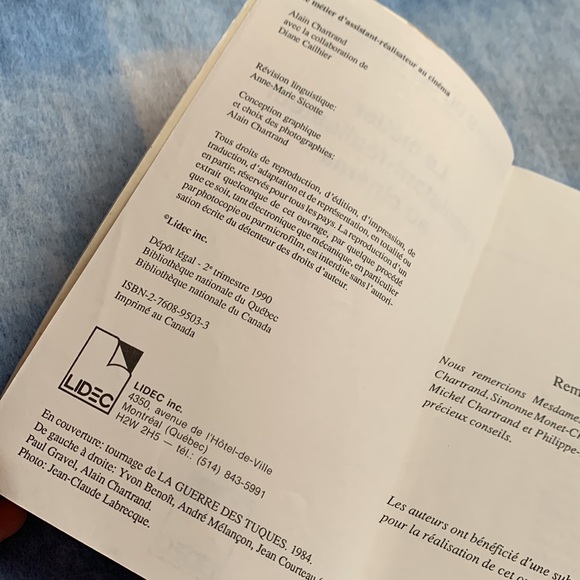 métier d'assistant-réalisateur au cinéma
Alain Chartrand
avec la collaboration de
Diane Cailhier
Révision linguistique:
Anne-Marie Sicotte
Conception graphique
et choix des photographies:
Alain Chartrand
Tous droits de reproduction, d'édition, d'impression, de
traduction, d'adaptation et de représentation, en totalité ou
en partie, réservés pour tous les pays. La reproduction d'un
extrait quelconque de cet ouvrage, par quelque procédé
que ce soit, tant électronique que mécanique, en particulier
par photocopie ou par microfilm, est interdite sans l'autori-
sation écrite du détenteur des droits d'auteur.
©Lidec inc.
Dépôt légal - 2e trimestre 1990
Bibliothèque nationale du Québec
Bibliothèque nationale du Canada
ISBN-2-7608-9503-3
Imprimé au Canada
LIDEC
LIDEC inc.
4350, avenue de l'Hôtel-de-Ville
Montréal (Québec)
H2W 2H5 – tél.: (514) 843-5991
En couverture: tournage de LA GUERRE DES TUQUES. 1984.
De gauche à droite: Yvon Benoît, André Mélançon, Jean Courteau
Paul Gravel, Alain Chartrand.
Photo: Jean-Claude Labrecque.
Rem
Nous remercions Mesdame
Chartrand, Simonne Monet-C
Michel Chartrand et Philippe-
précieux conseils.
Les auteurs ont bénéficié d'une sub
pour la réalisation de cet